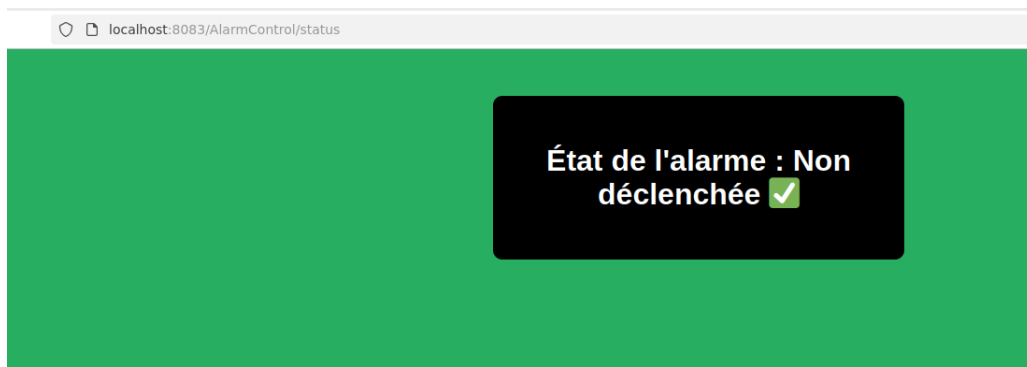 localhost:8083/AlarmControl/status
État de l'alarme : Non
déclenchée ✅